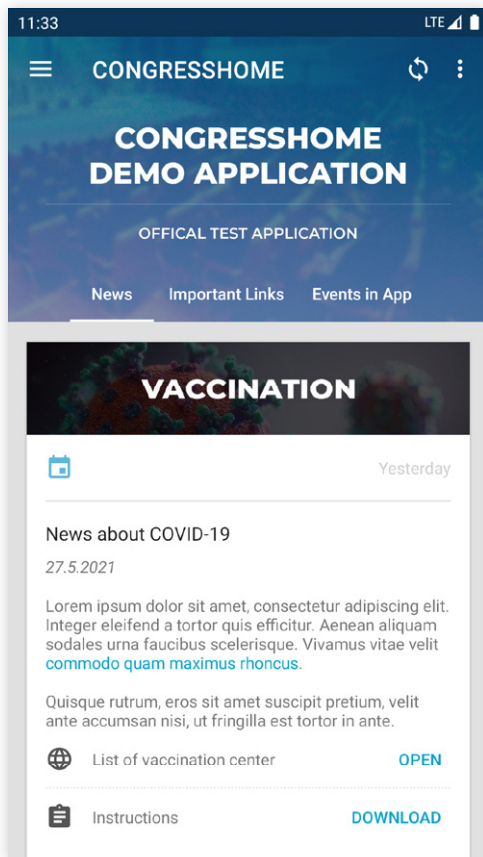 11:33
LTE
CONGRESSHOME
CONGRESSHOME
DEMO APPLICATION
OFFICAL TEST APPLICATION
News Important Links Events in App
VACCINATION
Yesterday
News about COVID-19
27.5.2021
Lorem ipsum dolor sit amet, consectetur adipiscing elit.
Integer eleifend a tortor quis efficitur. Aenean aliquam
sodales urna faucibus scelerisque. Vivamus vitae velit
commodo quam maximus rhoncus.
Quisque rutrum, eros sit amet suscipit pretium, velit
ante accumsan nisi, ut fringilla est tortor in ante.
List of vaccination center OPEN
Instructions DOWNLOAD